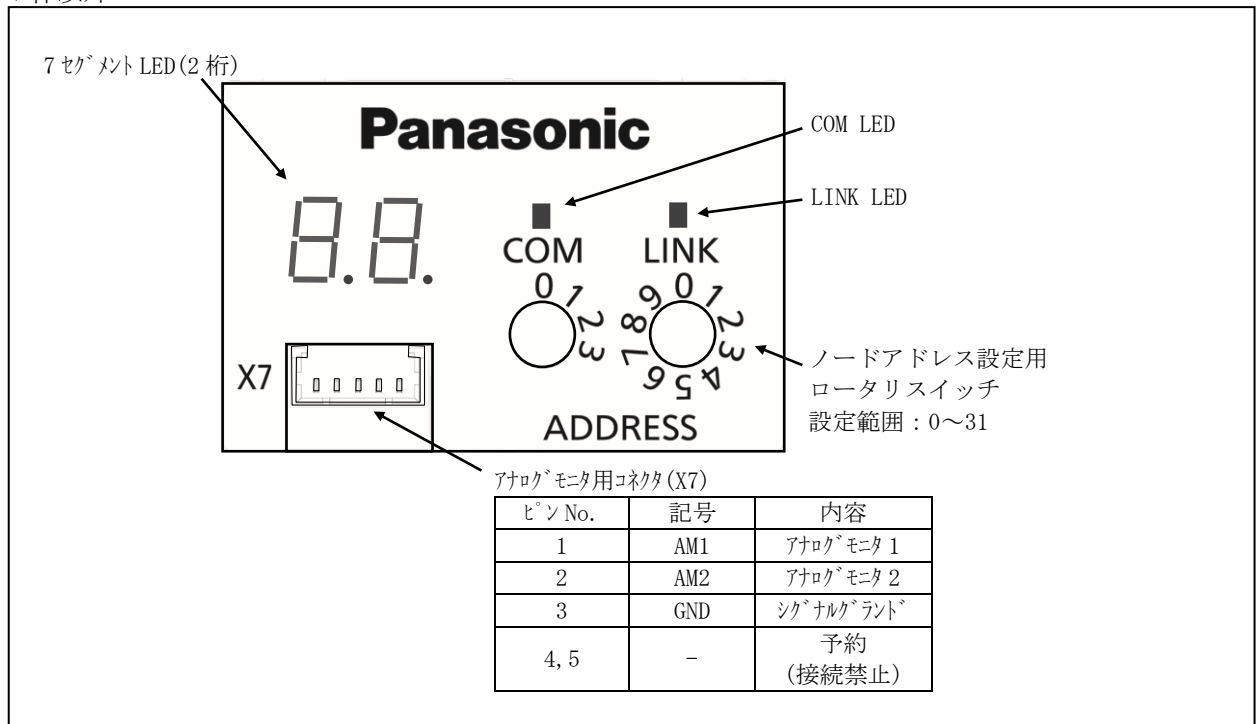 7 ｾｸﾞﾒﾝﾄ LED(2 桁)
Panasonic
COM LED
LINK LED
8.8.
COM
LINK
0 1 2 3
0 1 2 3 4 5 6 7 8 9
X7
ADDRESS
ノードアドレス設定用
ロータリスイッチ
設定範囲：0～31
ｱﾅﾛｸﾞﾓﾆﾀ用ｺﾈｸﾀ(X7)
ﾋﾟﾝ No. 記号 内容
1 AM1 ｱﾅﾛｸﾞﾓﾆﾀ 1
2 AM2 ｱﾅﾛｸﾞﾓﾆﾀ 2
3 GND ｼｸﾞﾅﾙｸﾞﾗﾝﾄﾞ
4,5 - 予約
(接続禁止)